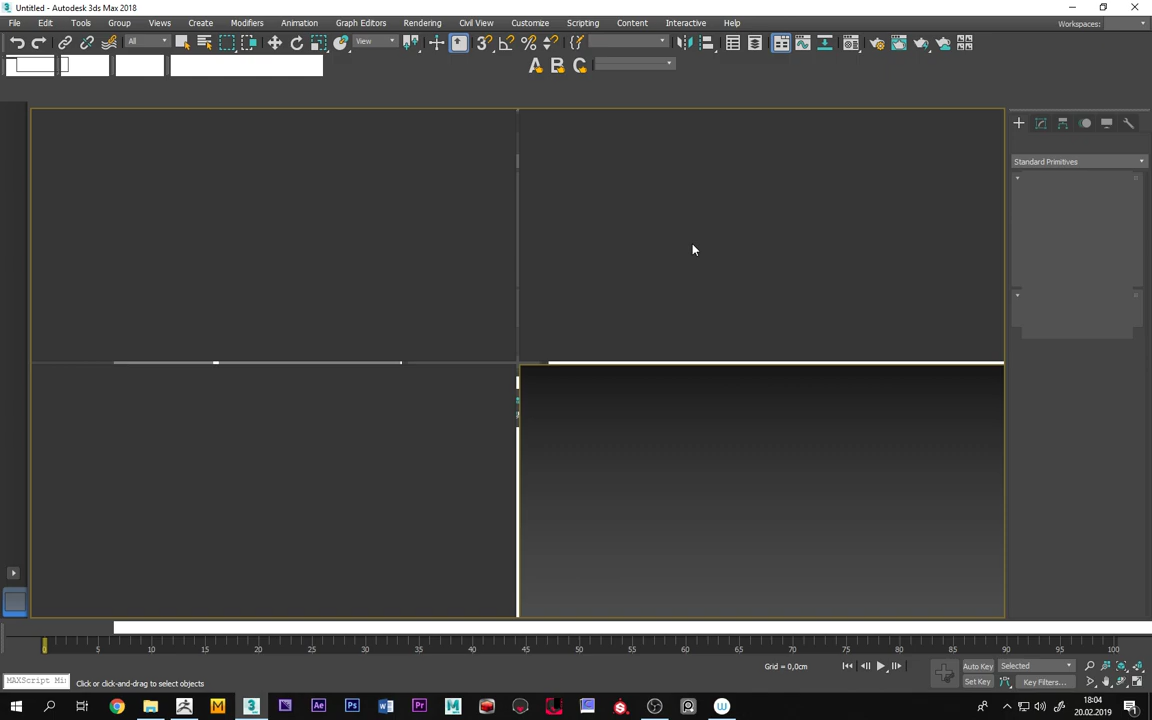 Untitled - Autodesk 3ds Max 2018
File Edit Tools Group Views Create Modifiers Animation Graph Editors Rendering Civil View Customize Scripting Content Interactive Help Workspaces:
All View
A B C
Standard Primitives
0 5 10 15 20 25 30 35 40 45 50 55 60 65 70 75 80 85 90 95 100
Grid = 0,0cm Auto Key Selected
MAXScript Mi: Click or click-and-drag to select objects Set Key Key Filters...
18:04
20.02.2019